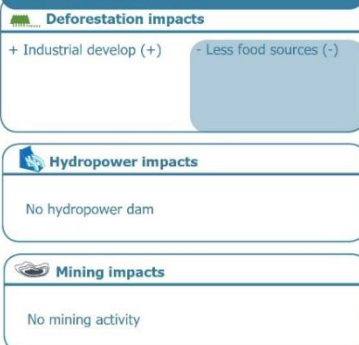 Deforestation impacts
+ Industrial develop (+)
- Less food sources (-)
Hydropower impacts
No hydropower dam
Mining impacts
No mining activity